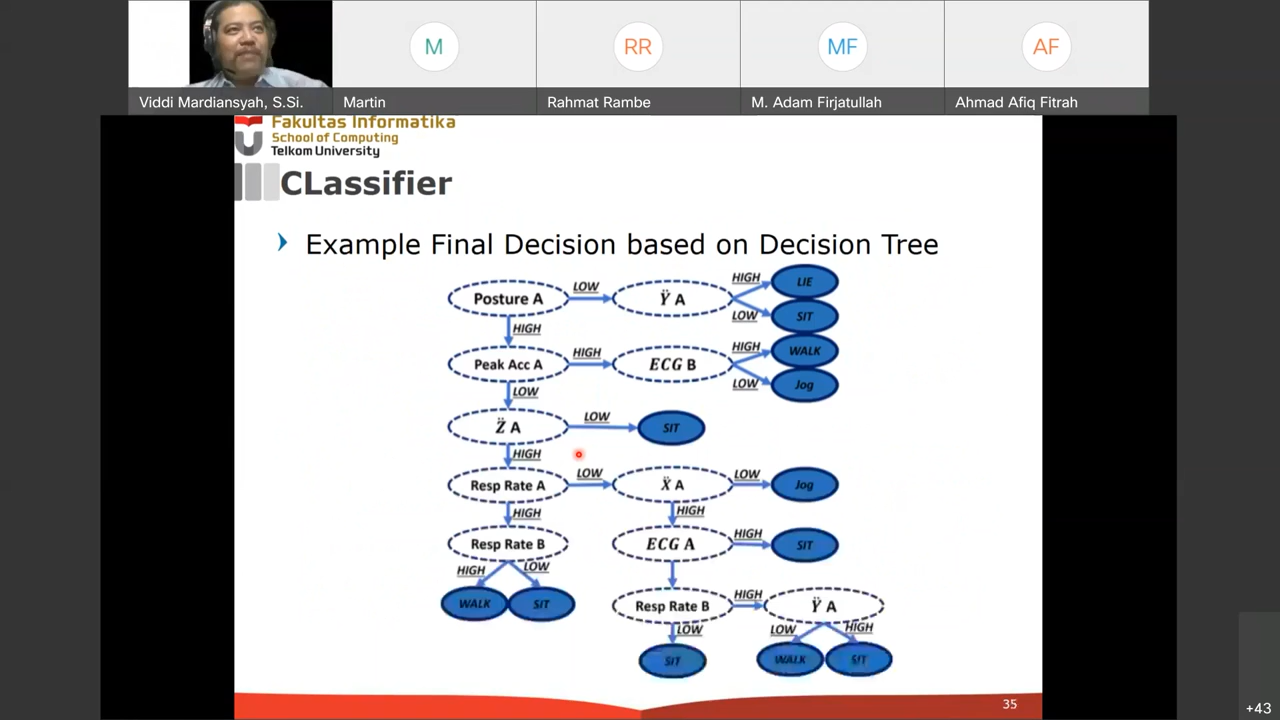 M
RR
MF
AF
Viddi Mardiansyah, S.Si.
Martin
Rahmat Rambe
M. Adam Firjatullah
Ahmad Afiq Fitrah
Fakultas Informatika
School of Computing
Telkom University
CLassifier
Example Final Decision based on Decision Tree
Posture A
LOW
Ÿ A
HIGH
LIE
LOW
SIT
HIGH
Peak Acc A
HIGH
ECG B
HIGH
WALK
LOW
Jog
LOW
Z̈ A
LOW
SIT
HIGH
Resp Rate A
LOW
Ẍ A
LOW
Jog
HIGH
HIGH
Resp Rate B
ECG A
HIGH
SIT
HIGH
LOW
WALK
SIT
Resp Rate B
HIGH
Ÿ A
LOW
LOW
HIGH
SIT
WALK
SIT
35
+43